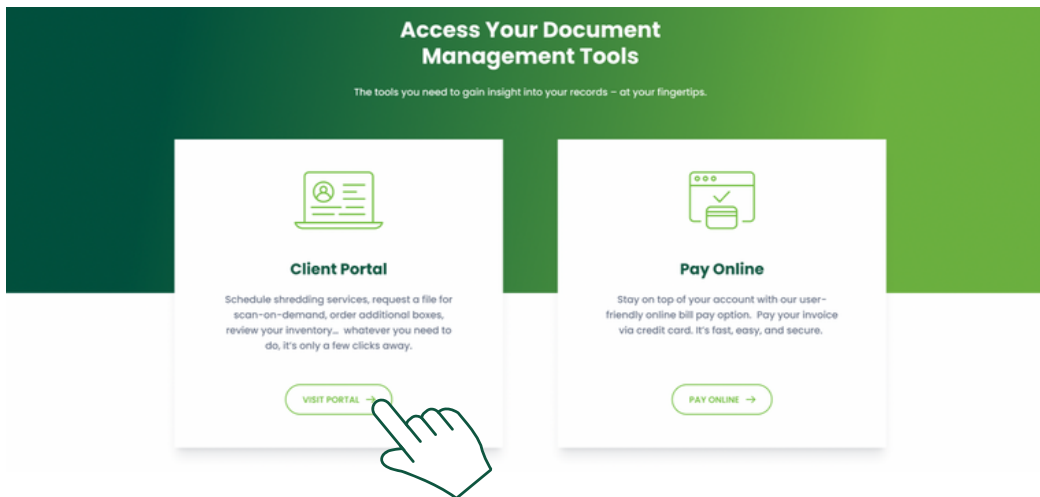 Access Your Document
Management Tools
The tools you need to gain insight into your records – at your fingertips.
Client Portal
Schedule shredding services, request a file for
scan-on-demand, order additional boxes,
review your inventory... whatever you need to
do, it's only a few clicks away.
VISIT PORTAL →
Pay Online
Stay on top of your account with our user-
friendly online bill pay option. Pay your invoice
via credit card. It's fast, easy, and secure.
PAY ONLINE →